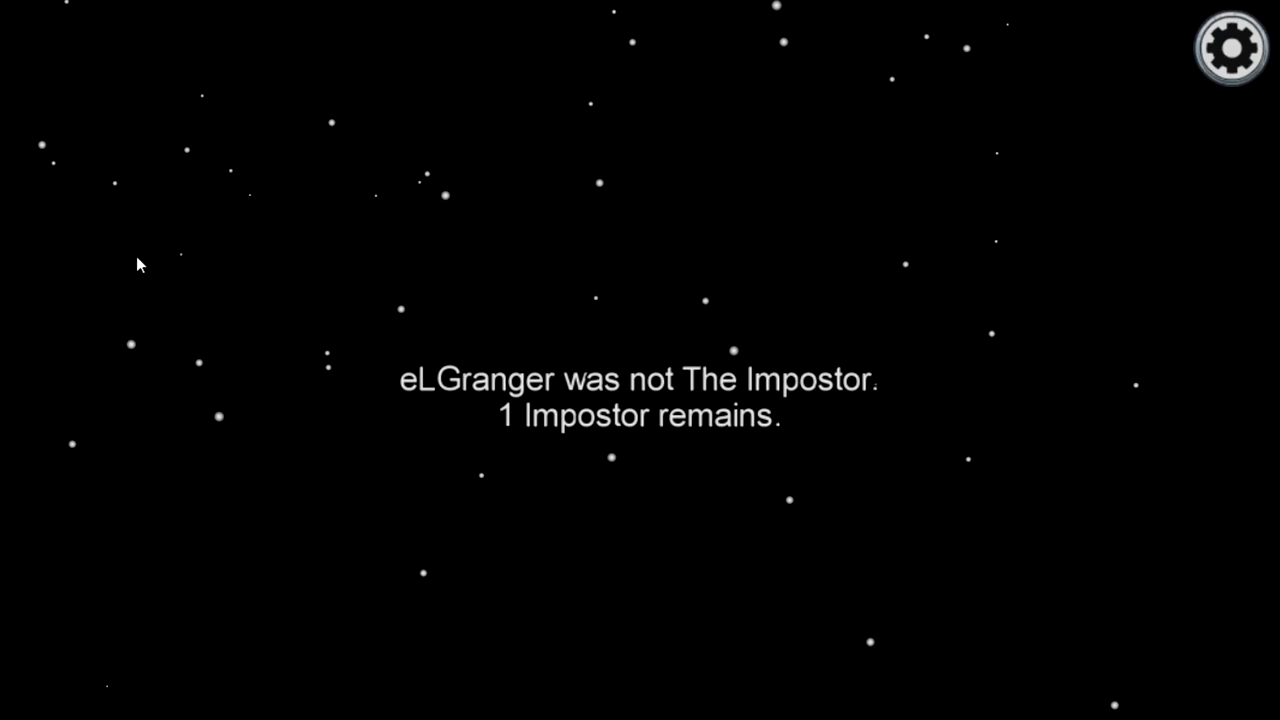 eLGranger was not The Impostor.
1 Impostor remains.